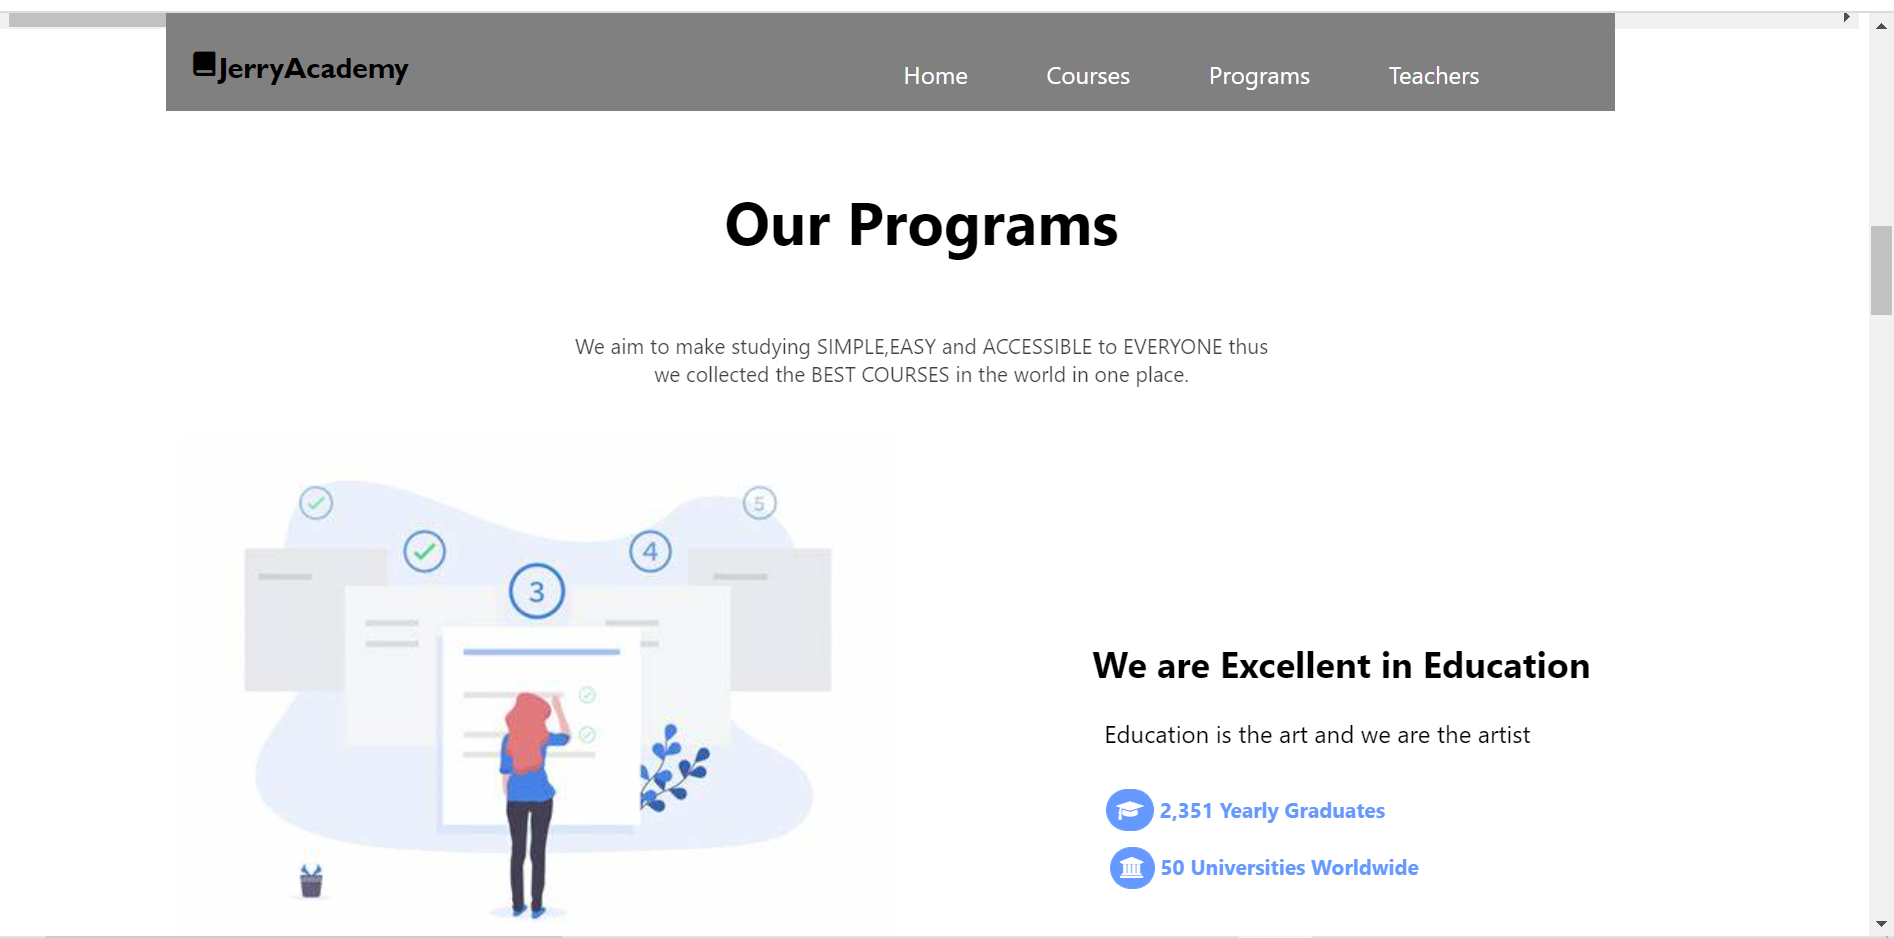 JerryAcademy
Home Courses Programs Teachers
Our Programs
We aim to make studying SIMPLE,EASY and ACCESSIBLE to EVERYONE thus
we collected the BEST COURSES in the world in one place.
5
4
3
We are Excellent in Education
Education is the art and we are the artist
2,351 Yearly Graduates
50 Universities Worldwide